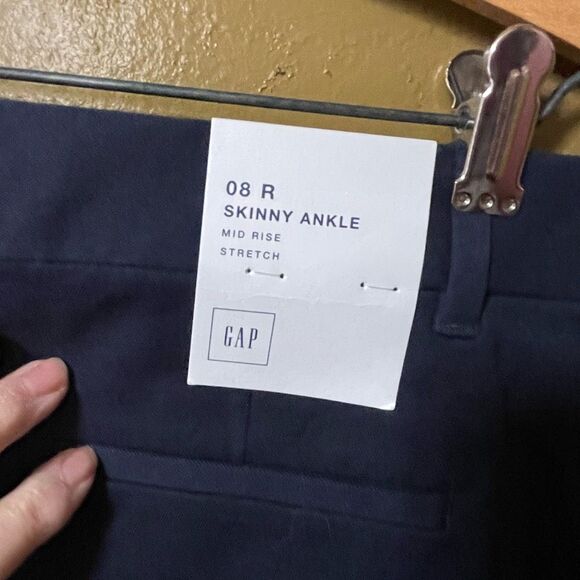 08 R
SKINNY ANKLE
MID RISE
STRETCH
GAP